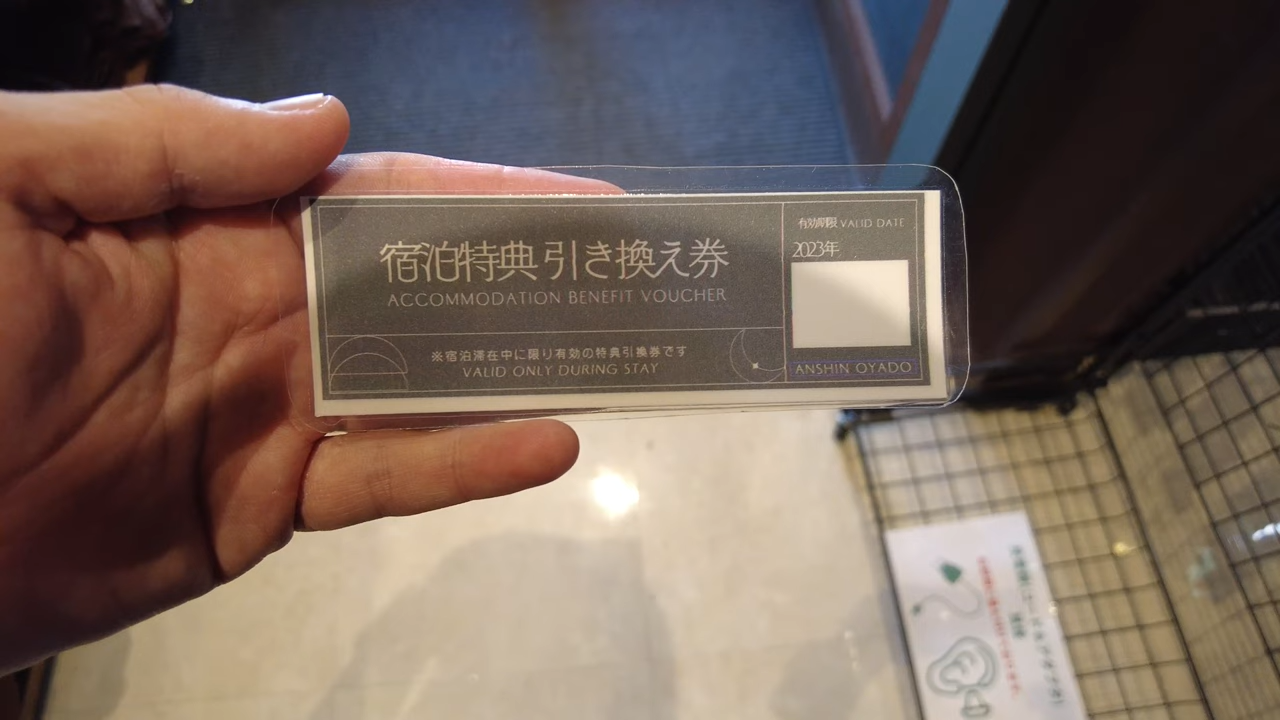 宿泊特典引き換え券
ACCOMMODATION BENEFIT VOUCHER
※宿泊滞在中に限り有効の特典引換券です
VALID ONLY DURING STAY
有効期限 VALID DATE
2023年
ANSHIN OYADO